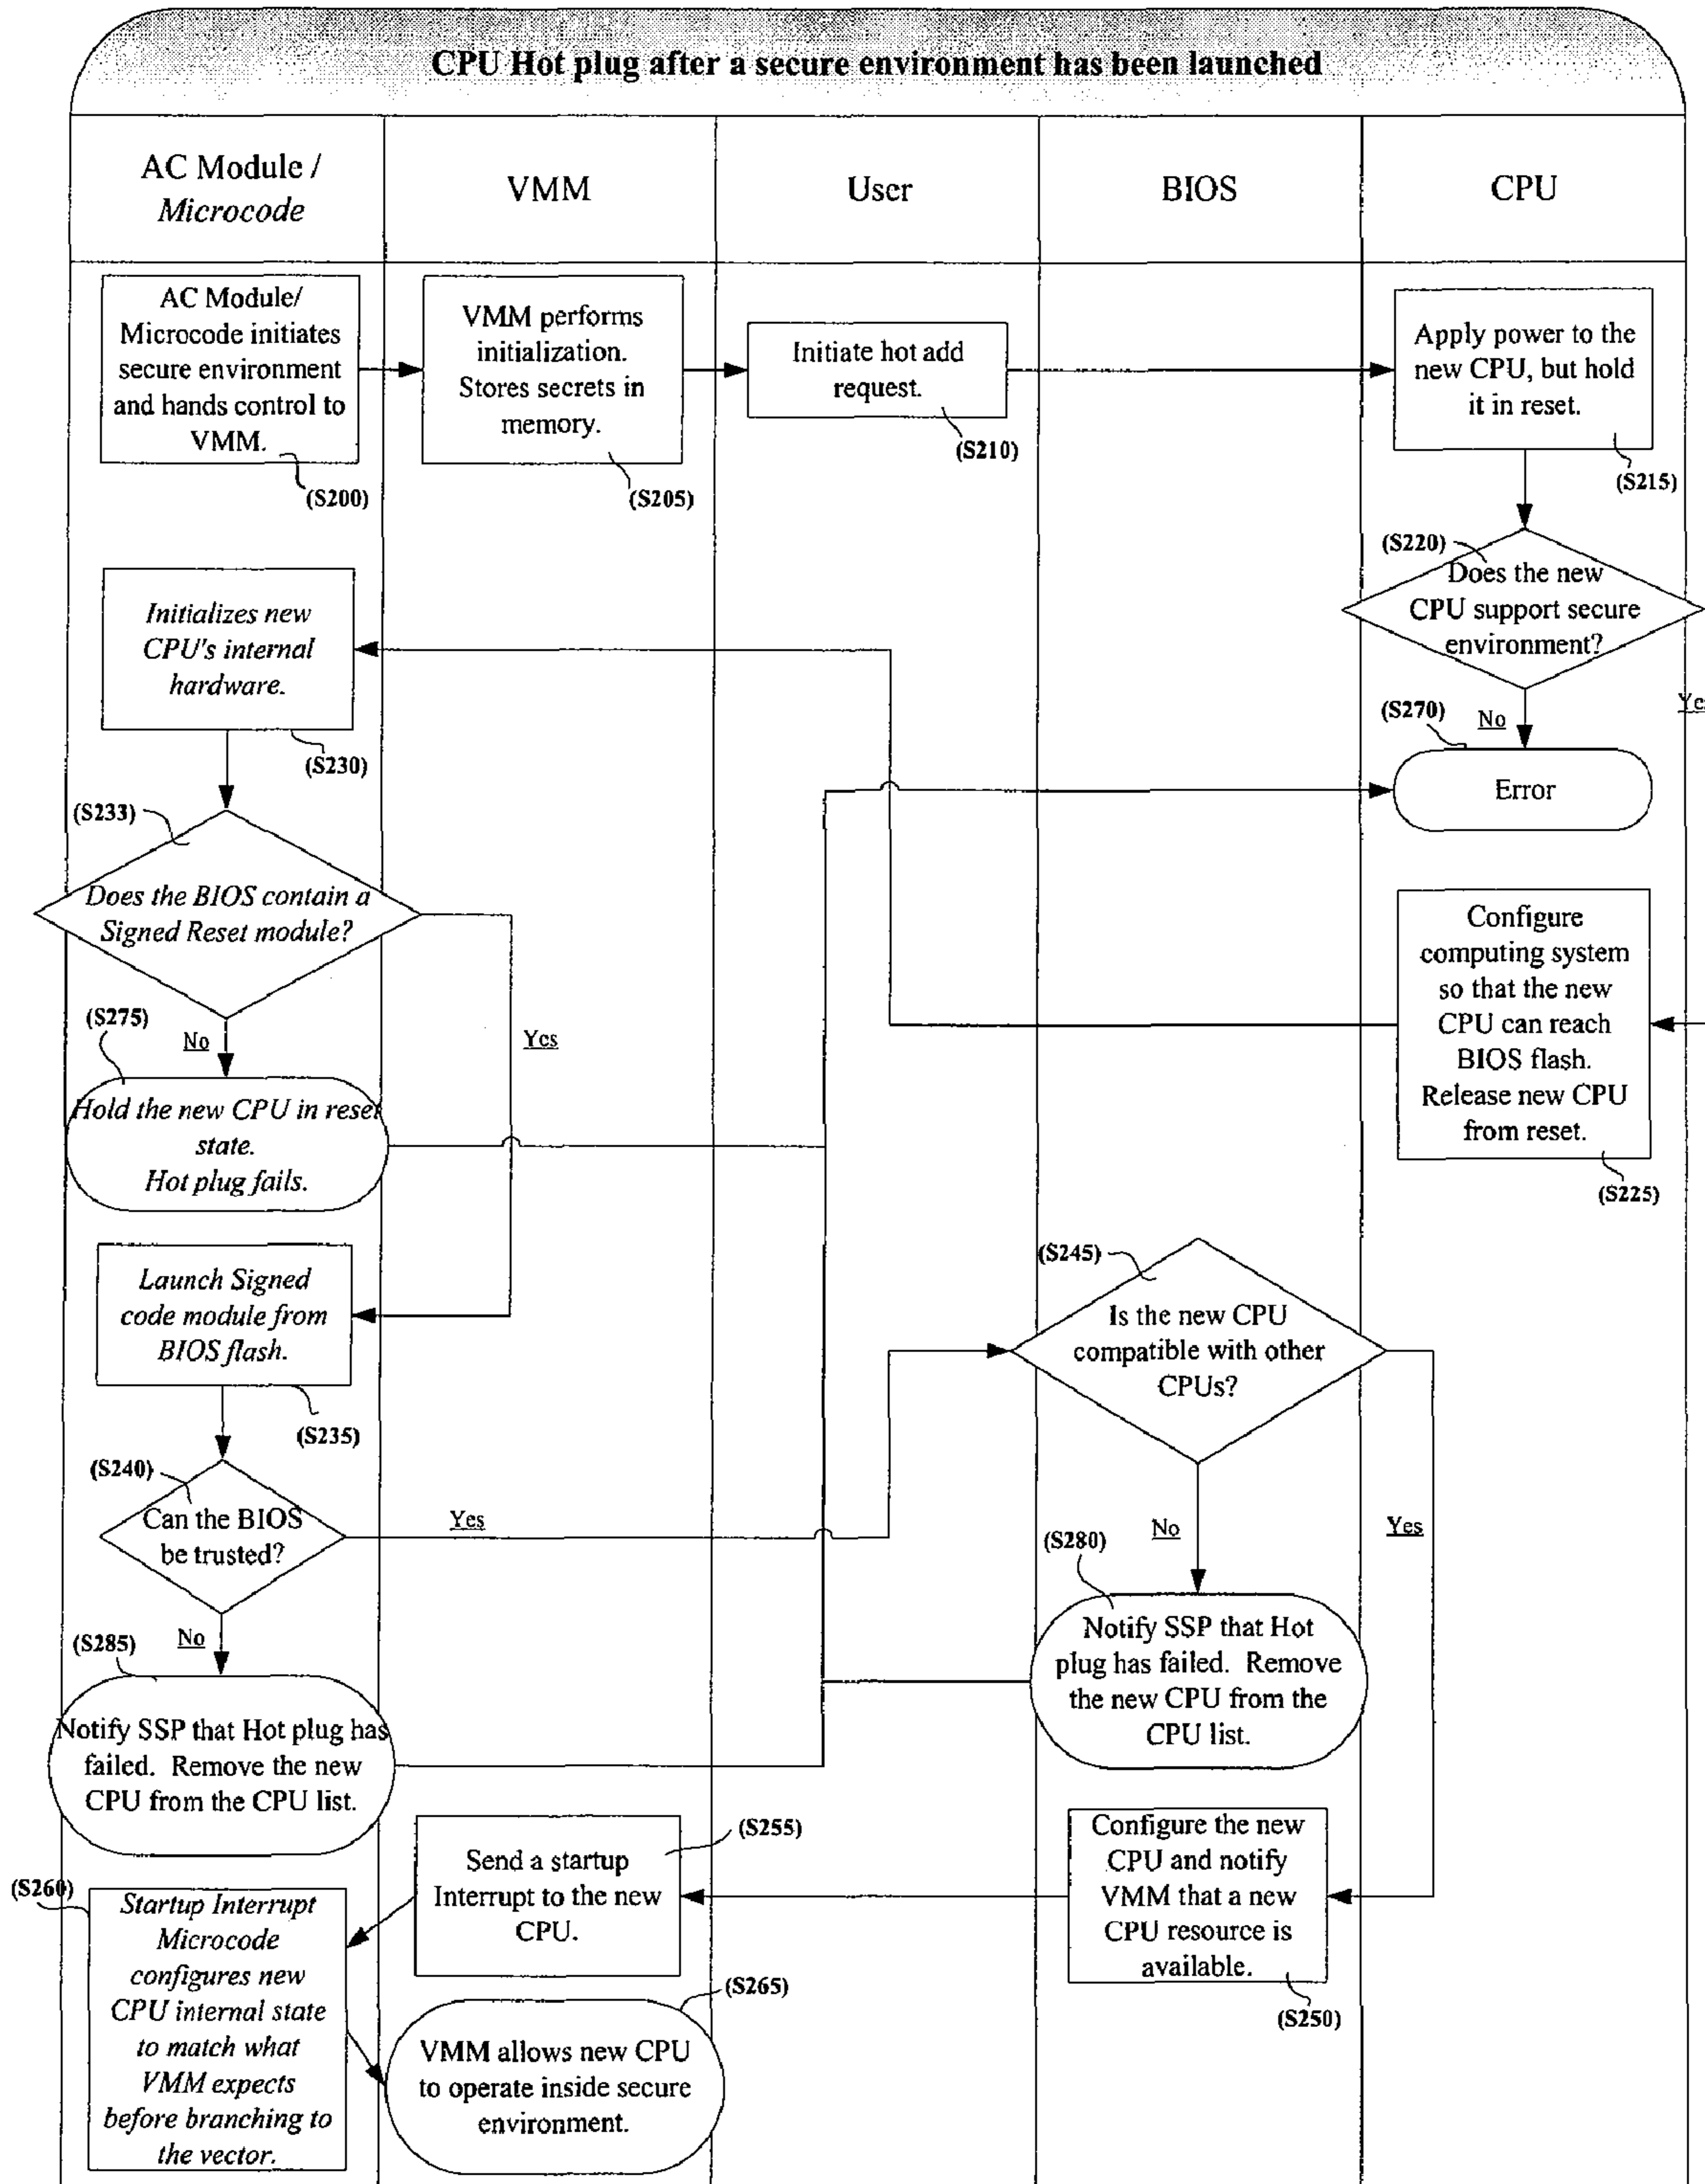 CPU Hot plug after a secure environment has been launched
AC Module /
Microcode
VMM
User
BIOS
CPU
AC Module/
Microcode initiates
secure environment
and hands control to
VMM.
(S200)
VMM performs
initialization.
Stores secrets in
memory.
(S205)
Initiate hot add
request.
(S210)
Apply power to the
new CPU, but hold
it in reset.
(S215)
(S220)
Does the new
CPU support secure
environment?
Yes
No
(S270)
Error
Initializes new
CPU's internal
hardware.
(S230)
(S233)
Does the BIOS contain a
Signed Reset module?
Yes
No
(S275)
Hold the new CPU in reset
state.
Hot plug fails.
Configure
computing system
so that the new
CPU can reach
BIOS flash.
Release new CPU
from reset.
(S225)
Launch Signed
code module from
BIOS flash.
(S235)
(S240)
Can the BIOS
be trusted?
Yes
No
(S245)
Is the new CPU
compatible with other
CPUs?
No
Yes
(S280)
Notify SSP that Hot
plug has failed. Remove
the new CPU from the
CPU list.
(S285)
Notify SSP that Hot plug has
failed. Remove the new
CPU from the CPU list.
(S255)
Send a startup
Interrupt to the new
CPU.
Configure the new
CPU and notify
VMM that a new
CPU resource is
available.
(S250)
(S260)
Startup Interrupt
Microcode
configures new
CPU internal state
to match what
VMM expects
before branching to
the vector.
(S265)
VMM allows new CPU
to operate inside secure
environment.